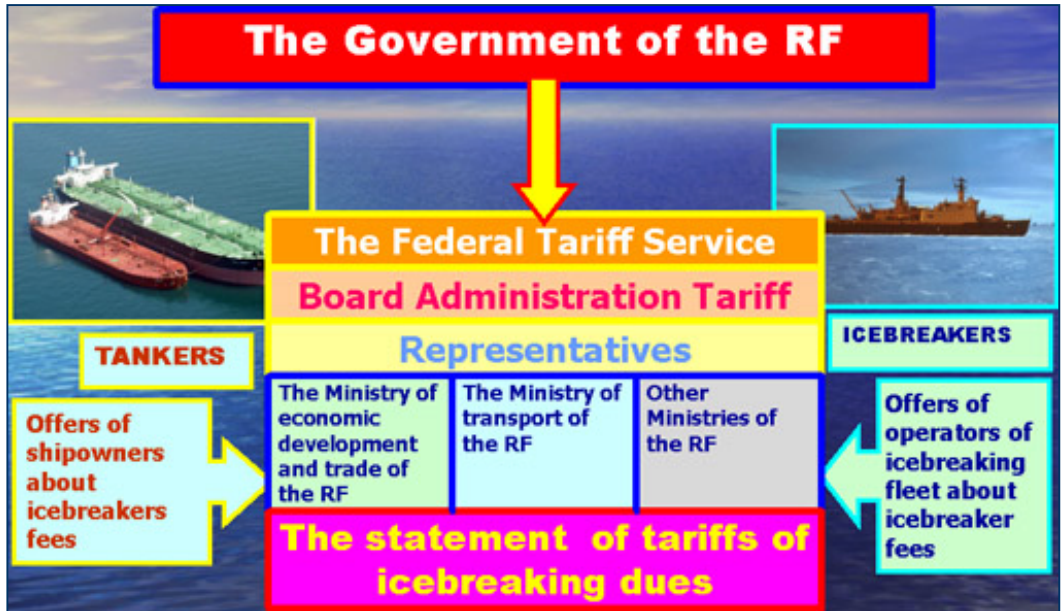 The Government of the RF
The Federal Tariff Service
Board Administration Tariff
Representatives
TANKERS
ICEBREAKERS
Offers of
shipowners
about
icebreakers
fees
The Ministry of
economic
development
and trade of
the RF
The Ministry of
transport of
the RF
Other
Ministries of
the RF
Offers of
operators of
icebreaking
fleet about
icebreaker
fees
The statement of tariffs of
icebreaking dues